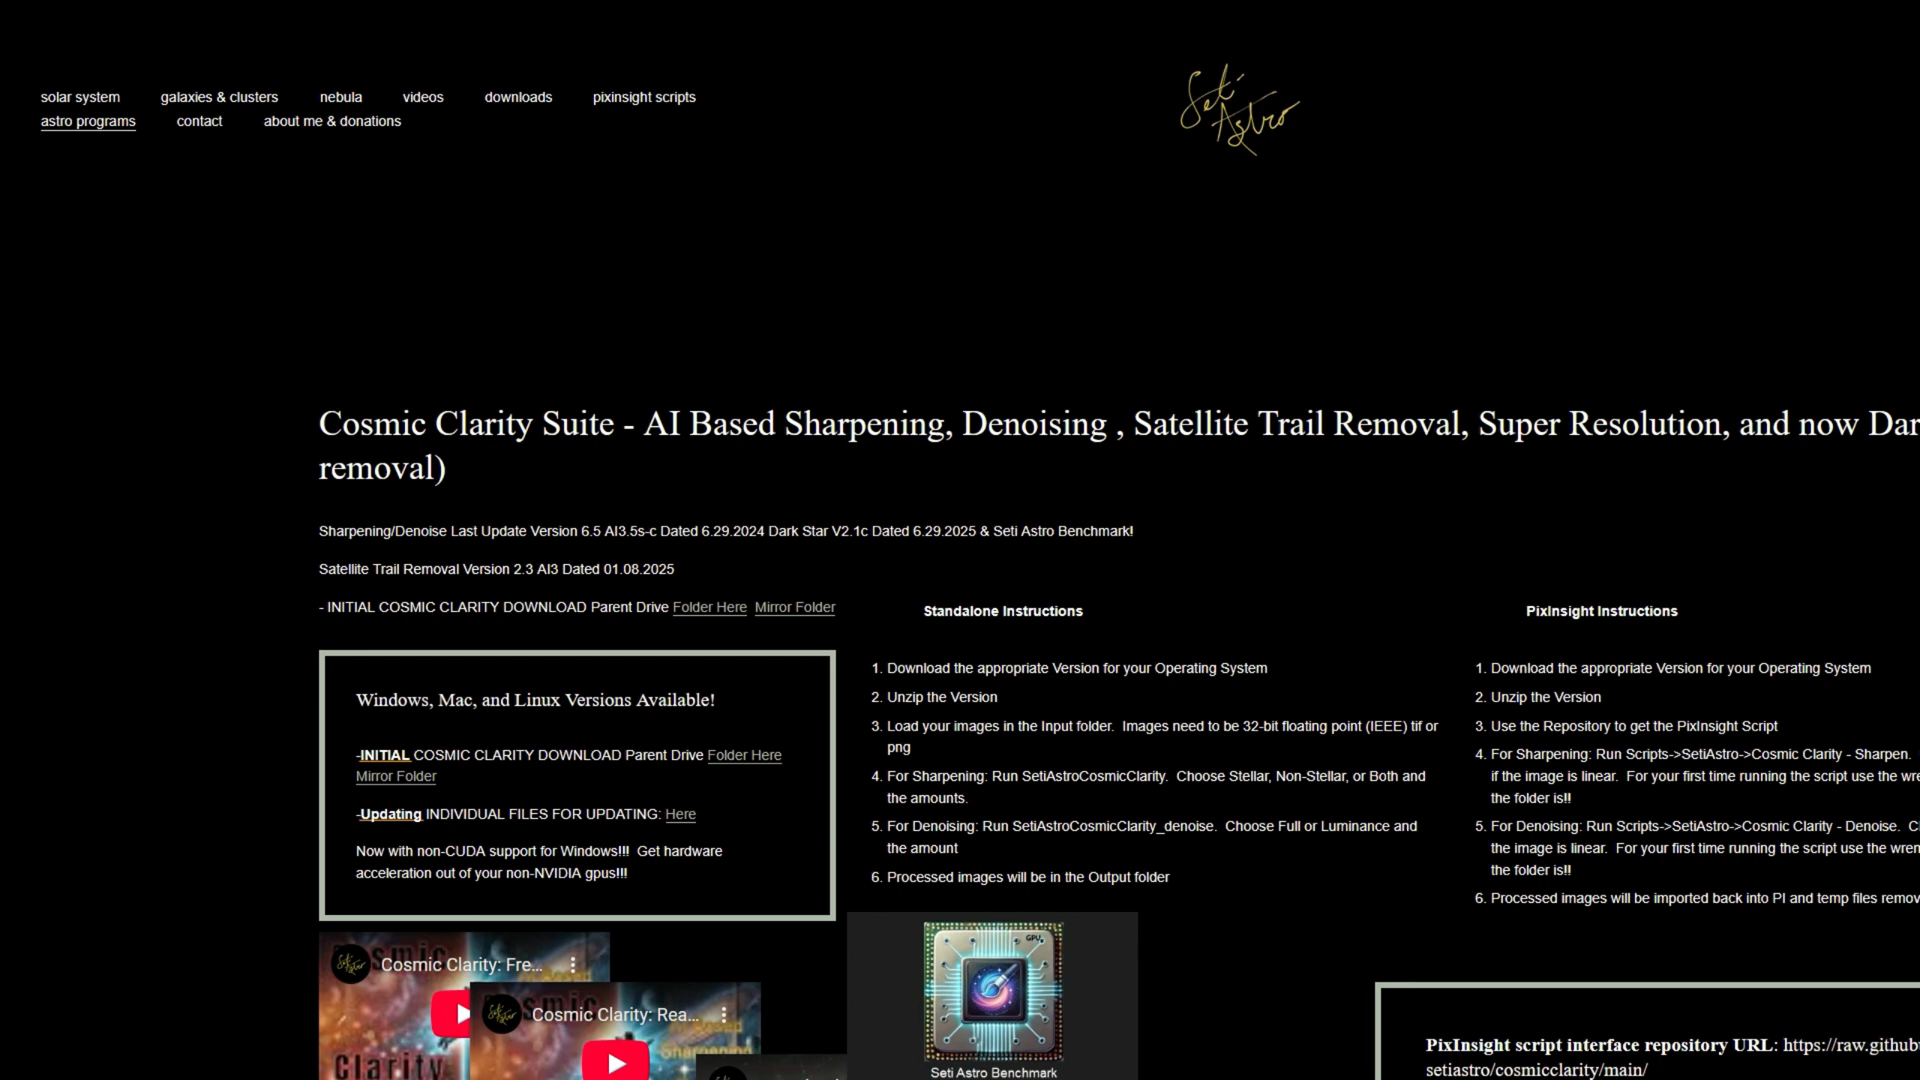 solar system galaxies & clusters nebula videos downloads pixinsight scripts
astro programs contact about me & donations
Seti Astro
Cosmic Clarity Suite - AI Based Sharpening, Denoising , Satellite Trail Removal, Super Resolution, and now Dar
removal)
Sharpening/Denoise Last Update Version 6.5 AI3.5s-c Dated 6.29.2024 Dark Star V2.1c Dated 6.29.2025 & Seti Astro Benchmark!
Satellite Trail Removal Version 2.3 AI3 Dated 01.08.2025
- INITIAL COSMIC CLARITY DOWNLOAD Parent Drive Folder Here Mirror Folder
Windows, Mac, and Linux Versions Available!
-INITIAL COSMIC CLARITY DOWNLOAD Parent Drive Folder Here
Mirror Folder
-Updating INDIVIDUAL FILES FOR UPDATING: Here
Now with non-CUDA support for Windows!!! Get hardware
acceleration out of your non-NVIDIA gpus!!!
Cosmic Clarity: Fre...
Clarity
Cosmic Clarity: Rea...
Standalone Instructions
1. Download the appropriate Version for your Operating System
2. Unzip the Version
3. Load your images in the Input folder. Images need to be 32-bit floating point (IEEE) tif or
png
4. For Sharpening: Run SetiAstroCosmicClarity. Choose Stellar, Non-Stellar, or Both and
the amounts.
5. For Denoising: Run SetiAstroCosmicClarity_denoise. Choose Full or Luminance and
the amount
6. Processed images will be in the Output folder
GPU
Seti Astro Benchmark
PixInsight Instructions
1. Download the appropriate Version for your Operating System
2. Unzip the Version
3. Use the Repository to get the PixInsight Script
4. For Sharpening: Run Scripts->SetiAstro->Cosmic Clarity - Sharpen.
if the image is linear. For your first time running the script use the wre
the folder is!!
5. For Denoising: Run Scripts->SetiAstro->Cosmic Clarity - Denoise. C
the image is linear. For your first time running the script use the wren
the folder is!!
6. Processed images will be imported back into PI and temp files remov
PixInsight script interface repository URL: https://raw.github
setiastro/cosmicclarity/main/